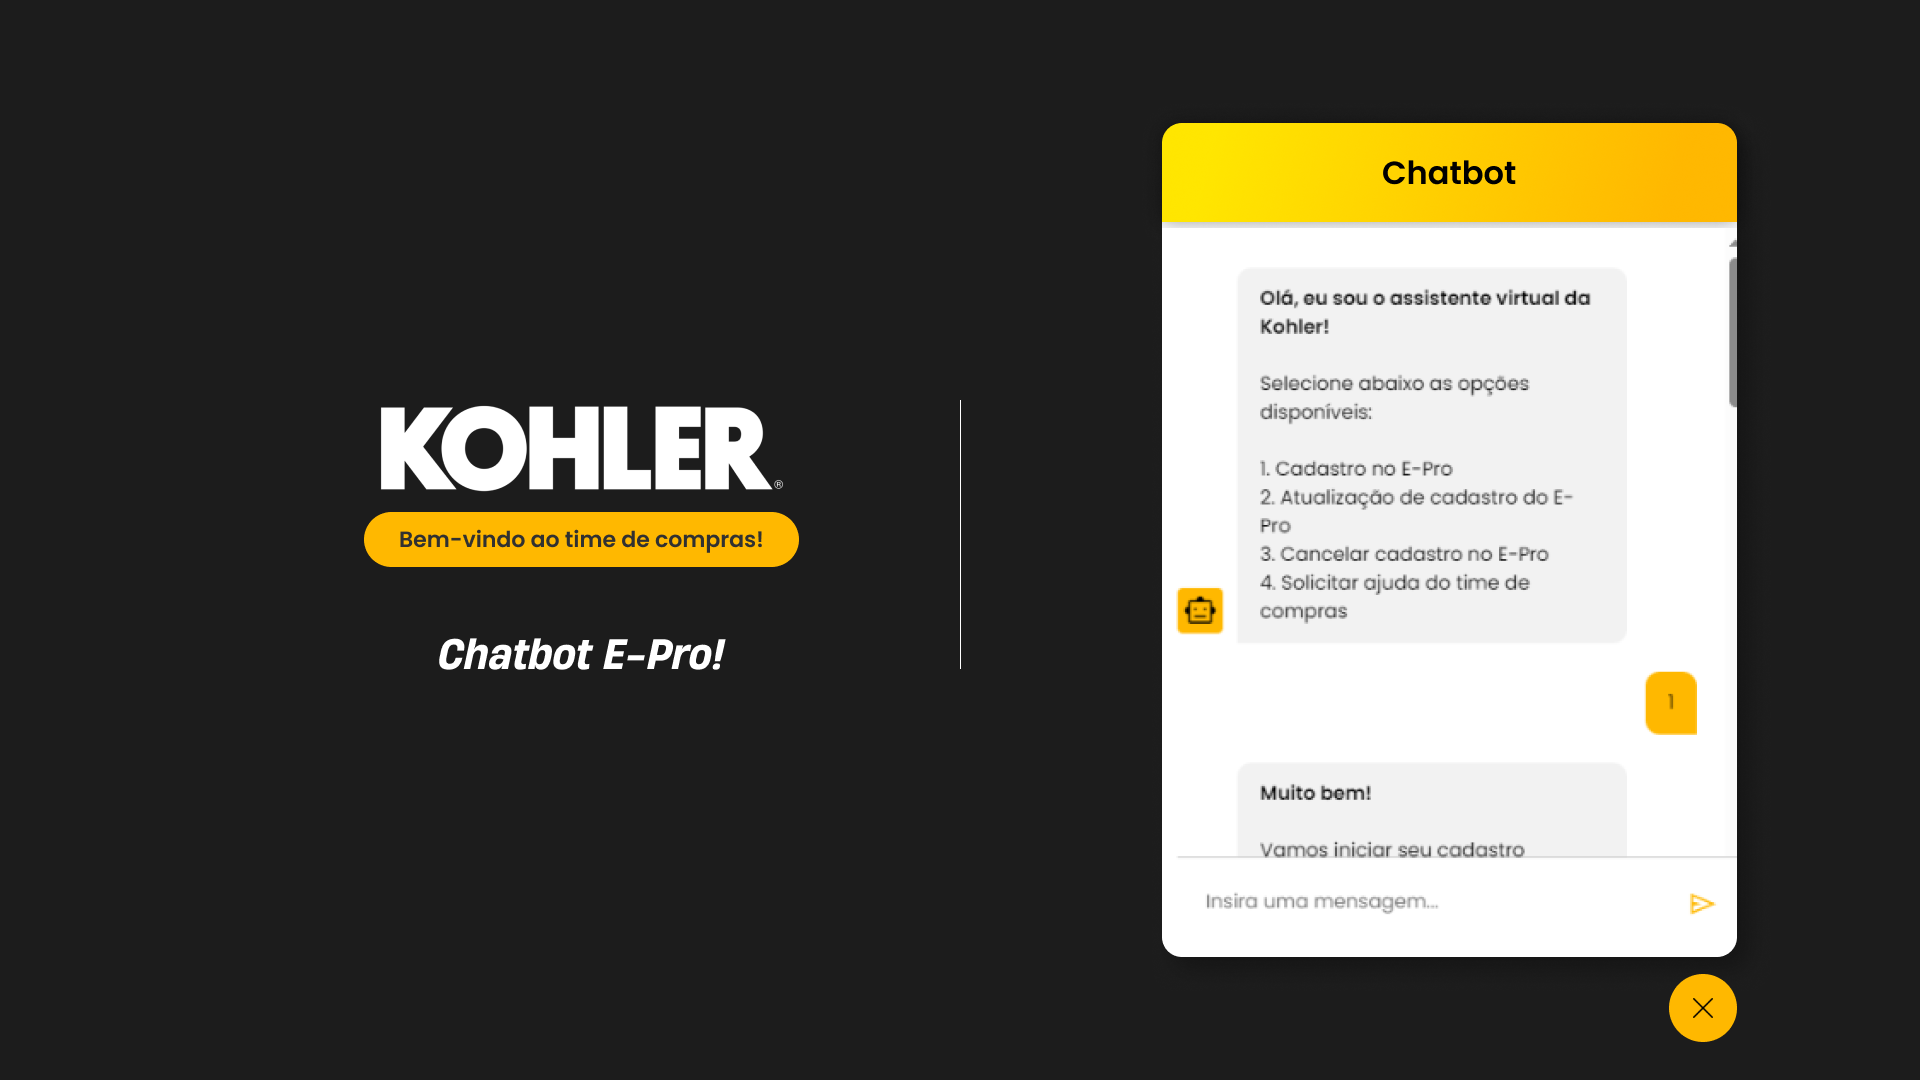 KOHLER®
Bem-vindo ao time de compras!
Chatbot E-Pro!
Chatbot
Olá, eu sou o assistente virtual da
Kohler!
Selecione abaixo as opções
disponíveis:
1. Cadastro no E-Pro
2. Atualização de cadastro do E-
Pro
3. Cancelar cadastro no E-Pro
4. Solicitar ajuda do time de
compras
1
Muito bem!
Vamos iniciar seu cadastro
Insira uma mensagem...